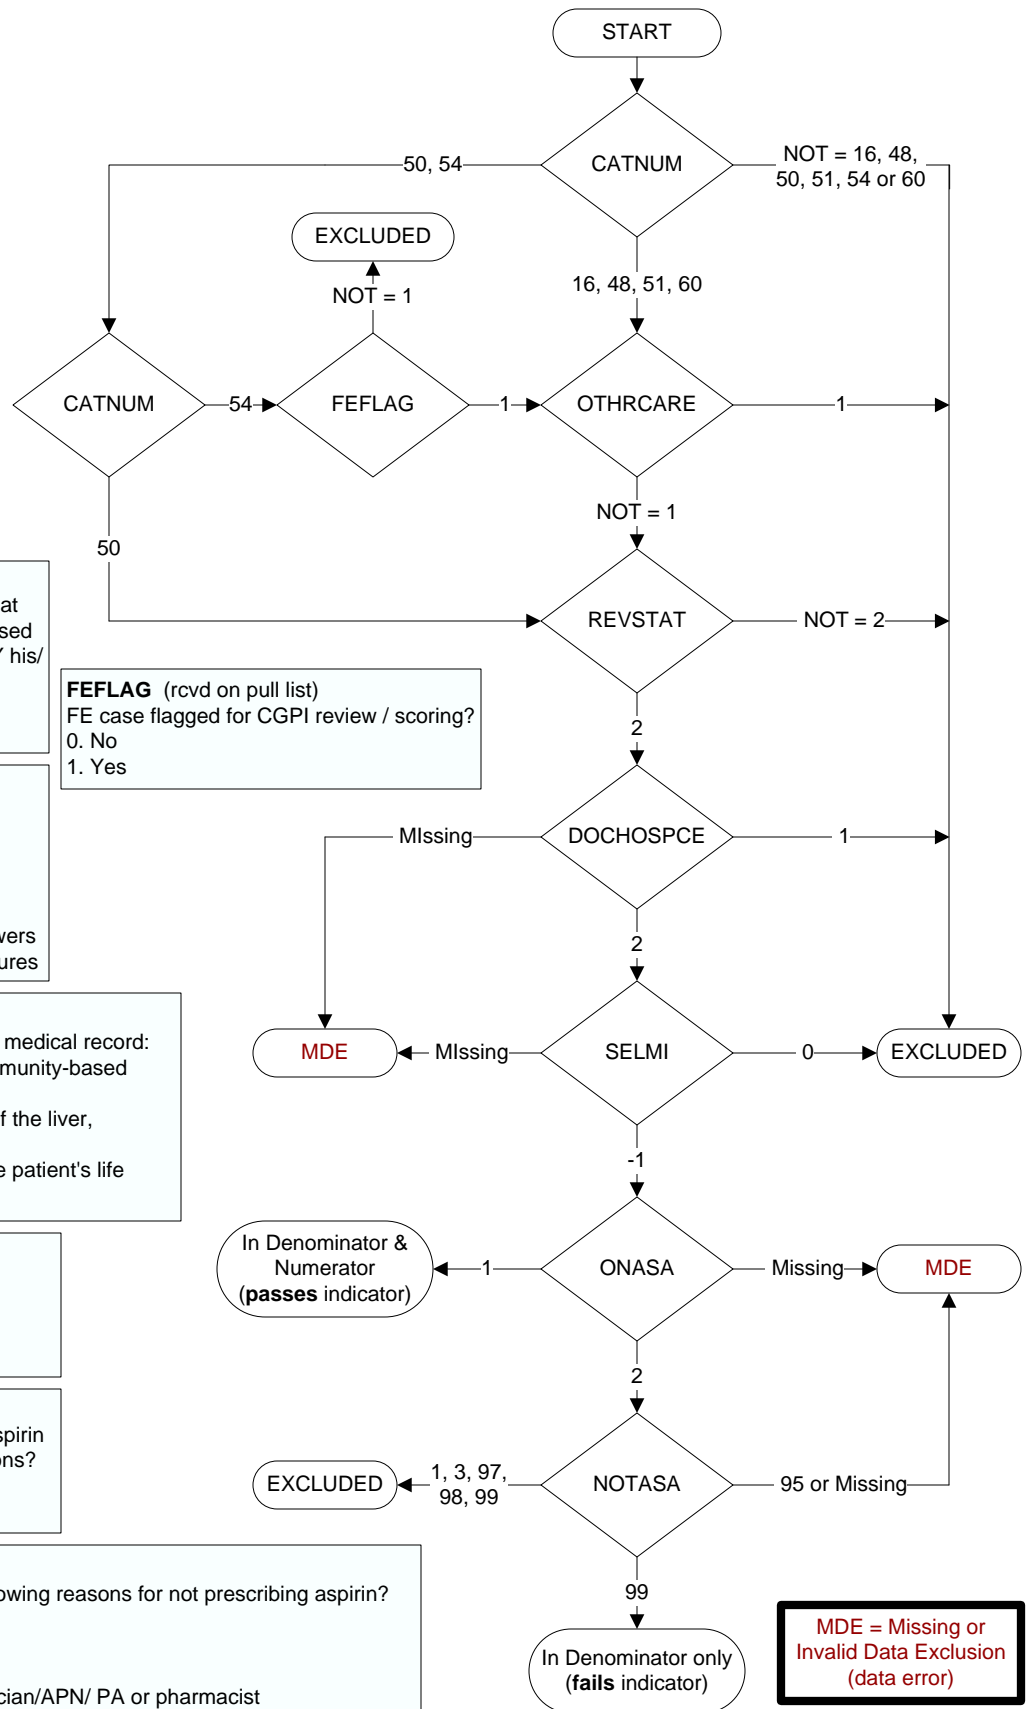 START
CATNUM
50, 54
NOT = 16, 48,
50, 51, 54 or 60
EXCLUDED
NOT = 1
16, 48, 51, 60
CATNUM
54
FEFLAG
1
OTHRCARE
1
NOT = 1
50
REVSTAT
NOT = 2
at
sed
his/
FEFLAG (rcvd on pull list)
FE case flagged for CGPI review / scoring?
0. No
1. Yes
2
MIssing
DOCHOSPCE
1
wers
ures
2
medical record:
munity-based
f the liver,
e patient's life
MDE
MIssing
SELMI
0
EXCLUDED
-1
In Denominator &
Numerator
(passes indicator)
1
ONASA
Missing
MDE
2
spirin
ons?
EXCLUDED
1, 3, 97,
98, 99
NOTASA
95 or Missing
owing reasons for not prescribing aspirin?
cian/APN/ PA or pharmacist
99
In Denominator only
(fails indicator)
MDE = Missing or
Invalid Data Exclusion
(data error)